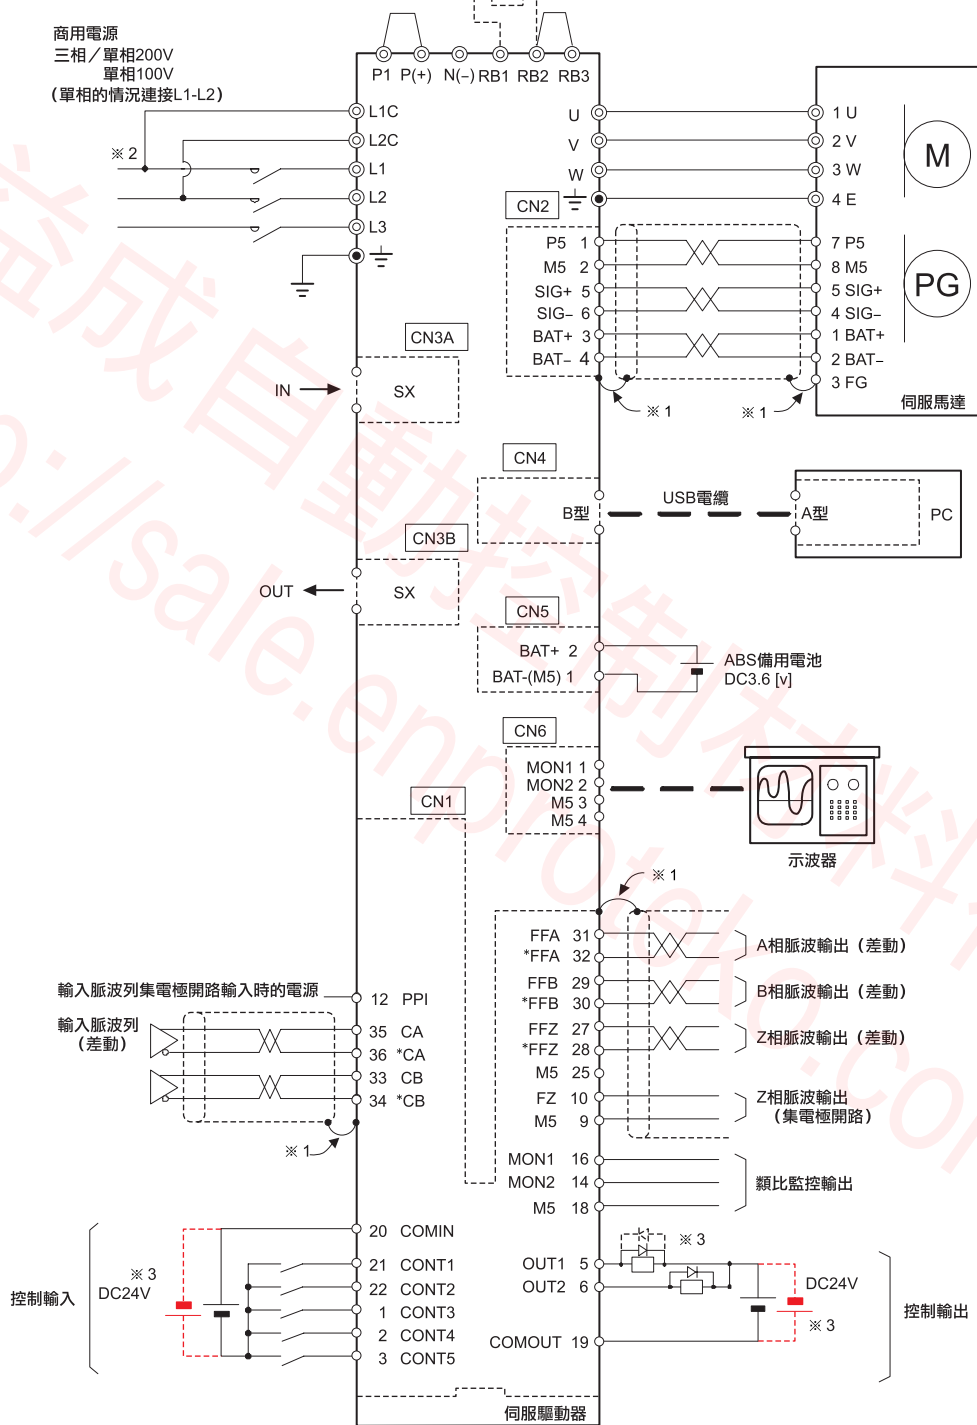 商用電源
三相／單相200V
單相100V
（單相的情況連接L1-L2）
P1 P(+) N(–) RB1 RB2 RB3
L1C
L2C
※2
L1
L2
L3
U
V
W
1 U
2 V
3 W
4 E
M
CN2
P5 1
M5 2
SIG+ 5
SIG– 6
BAT+ 3
BAT– 4
7 P5
8 M5
5 SIG+
4 SIG–
1 BAT+
2 BAT–
3 FG
PG
伺服馬達
※1
※1
CN3A
IN
SX
CN4
B型
USB電纜
A型
PC
CN3B
OUT
SX
CN5
BAT+ 2
BAT-(M5) 1
ABS備用電池
DC3.6 [v]
CN6
MON1 1
MON2 2
M5 3
M5 4
示波器
CN1
※1
FFA 31
*FFA 32
A相脈波輸出（差動）
FFB 29
*FFB 30
B相脈波輸出（差動）
FFZ 27
*FFZ 28
Z相脈波輸出（差動）
M5 25
FZ 10
M5 9
Z相脈波輸出
（集電極開路）
MON1 16
MON2 14
M5 18
類比監控輸出
輸入脈波列集電極開路輸入時的電源
12 PPI
輸入脈波列
（差動）
35 CA
36 *CA
33 CB
34 *CB
※1
20 COMIN
21 CONT1
22 CONT2
1 CONT3
2 CONT4
3 CONT5
※3
DC24V
控制輸入
OUT1 5
OUT2 6
COMOUT 19
※3
DC24V
※3
控制輸出
伺服驅動器
益成自動控制材料
p://sale.enproteko.com